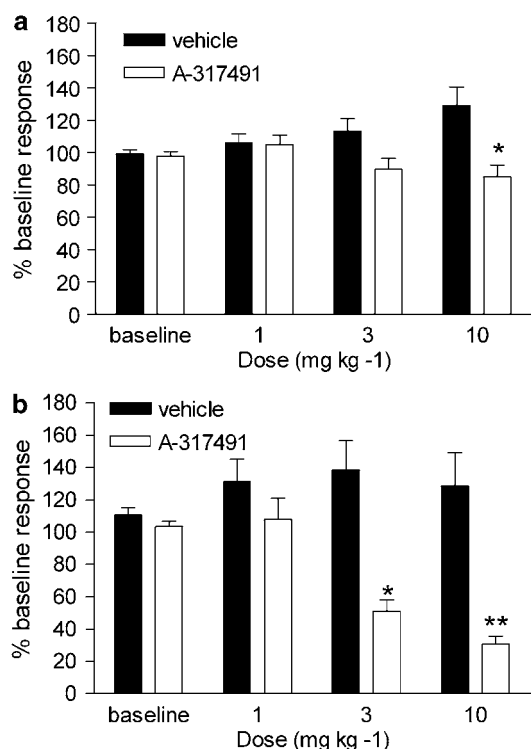 a
180
vehicle
160
A-317491
140
120
100
80
60
40
20
0
% baseline response
*
baseline 1 3 10
Dose (mg kg -1)
b
180
vehicle
160
A-317491
140
120
100
80
60
40
20
0
% baseline response
*
**
baseline 1 3 10
Dose (mg kg -1)